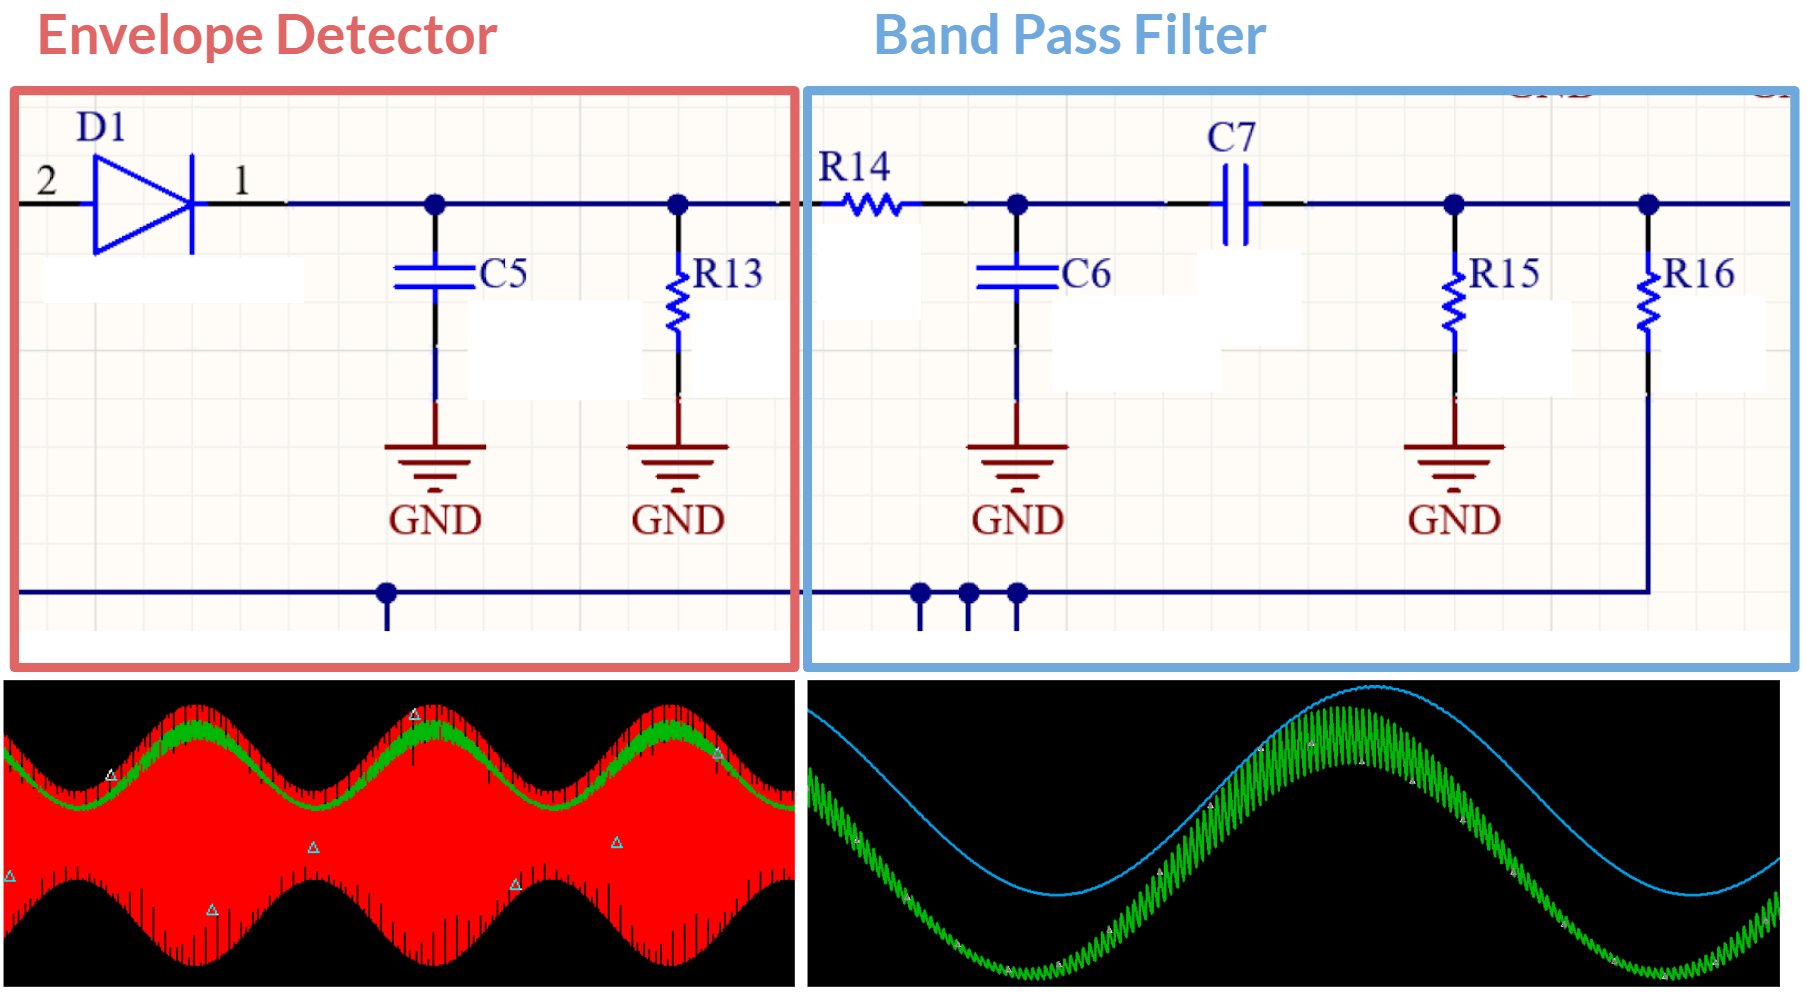 Envelope Detector
Band Pass Filter
D1
2
1
C5
R13
GND
GND
R14
C7
C6
R15
R16
GND
GND